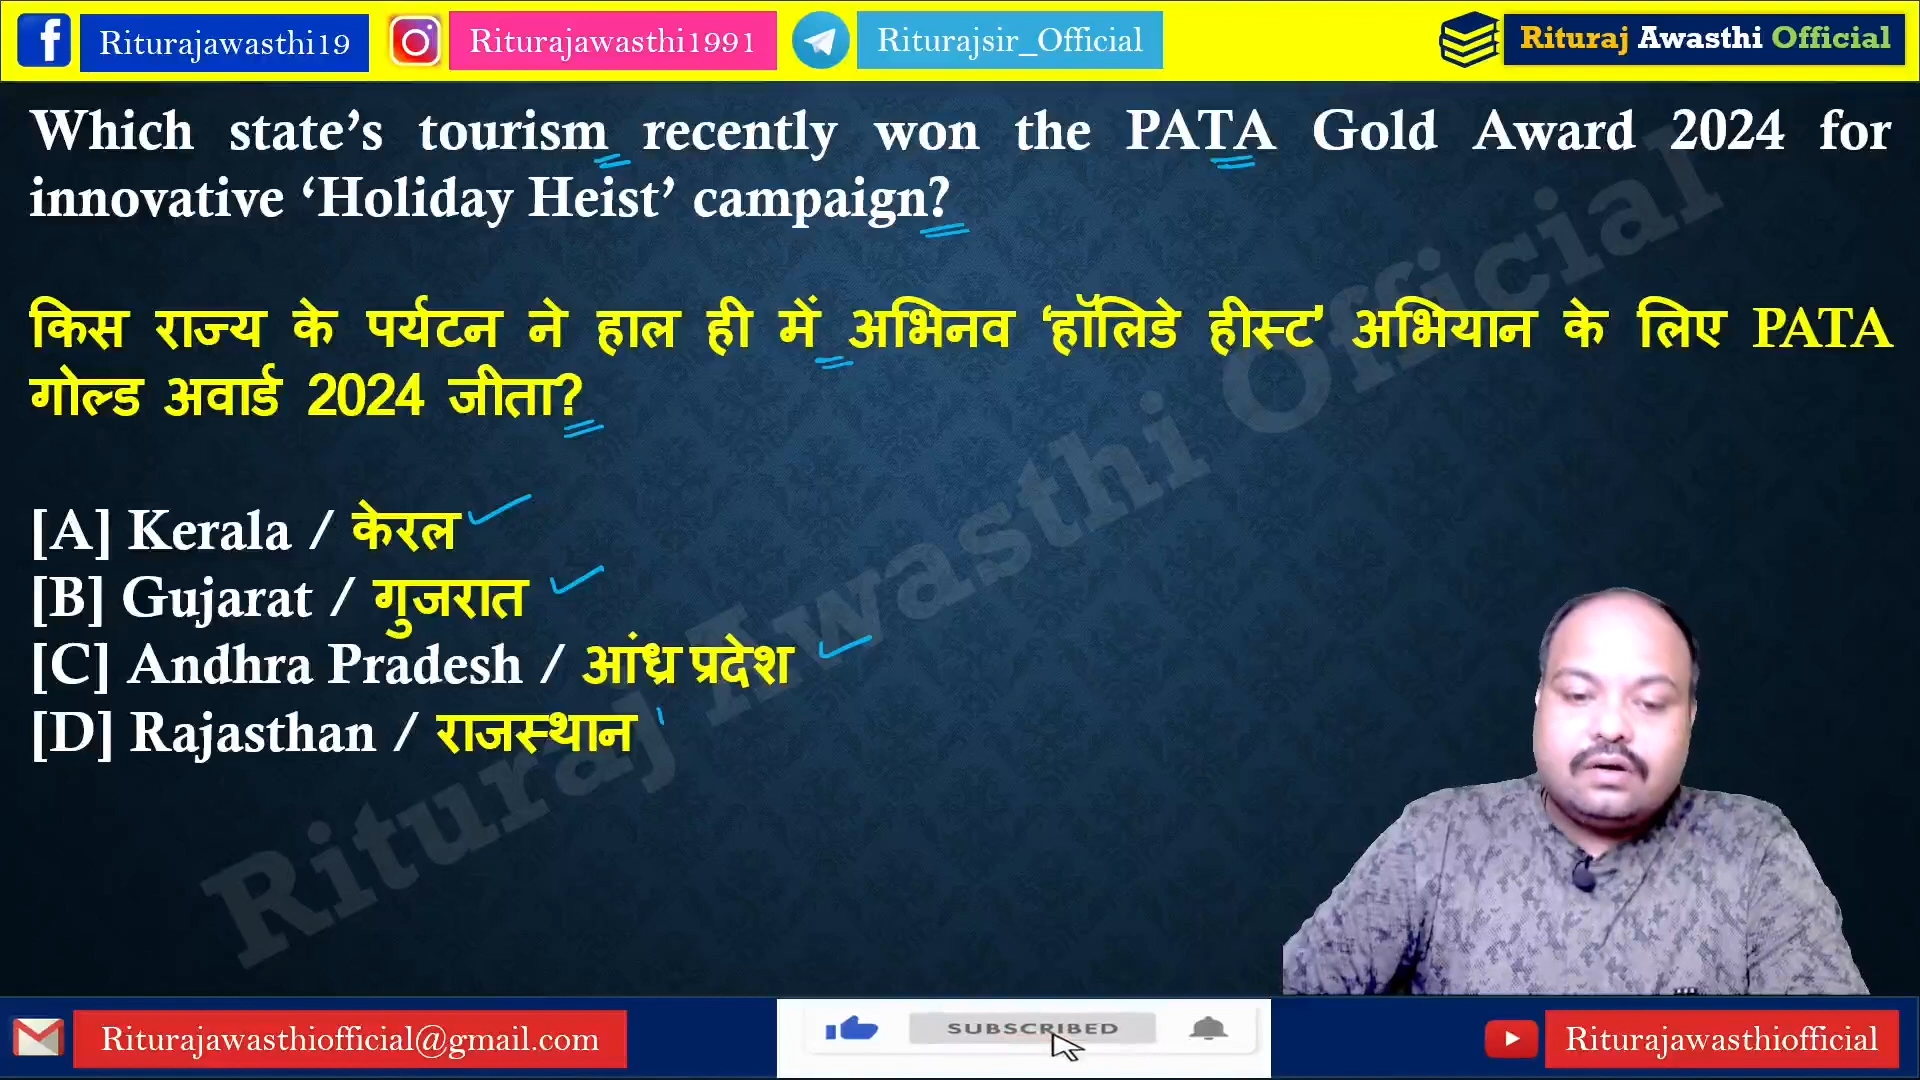 Riturajawasthi19
Riturajawasthi1991
Riturajsir_Official
Rituraj Awasthi Official
Which state’s tourism recently won the PATA Gold Award 2024 for
innovative ‘Holiday Heist’ campaign?
किस राज्य के पर्यटन ने हाल ही में अभिनव ‘हॉलिडे हीस्ट’ अभियान के लिए PATA
गोल्ड अवार्ड 2024 जीता?
[A] Kerala / केरल
[B] Gujarat / गुजरात
[C] Andhra Pradesh / आंध्र प्रदेश
[D] Rajasthan / राजस्थान
Rituraj Awasthi Official
Riturajawasthiofficial@gmail.com
SUBSCRIBED
Riturajawasthiofficial